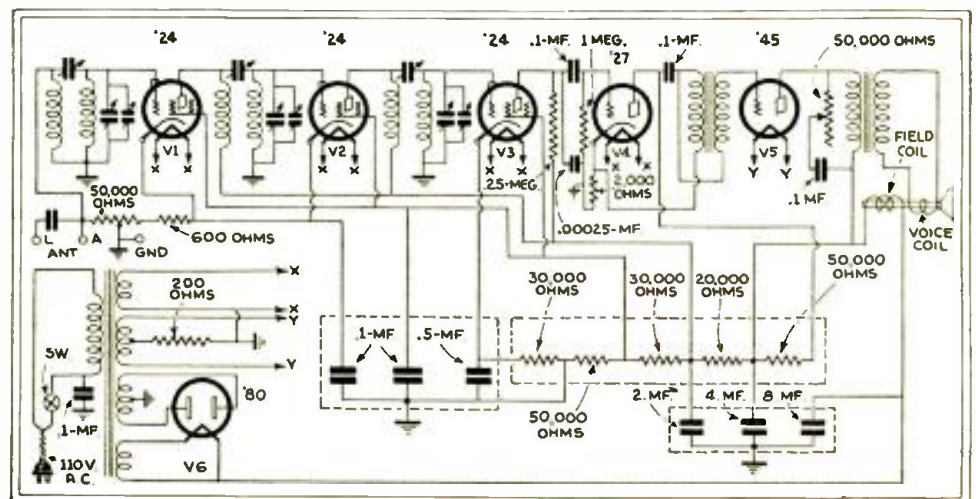 '24
'24
'24
.1-MF.
1 MEG.
'27
.1-MF.
'45
50,000 OHMS
V1
V2
V3
V4
V5
X
X
X
X
X
X
X
X
Y
Y
.25-MEG.
2,000
OHMS
.00025-MF.
.1 MF
FIELD
COIL
VOICE
COIL
50,000
OHMS
600 OHMS
L
ANT
A
GND
200
OHMS
X
X
Y
Y
30,000
OHMS
30,000
OHMS
20,000
OHMS
50,000
OHMS
.1-MF.
.5-MF.
50,000
OHMS
2. MF.
4. MF.
8 MF.
SW
.1-MF.
'80
V6
110V.
A.C.